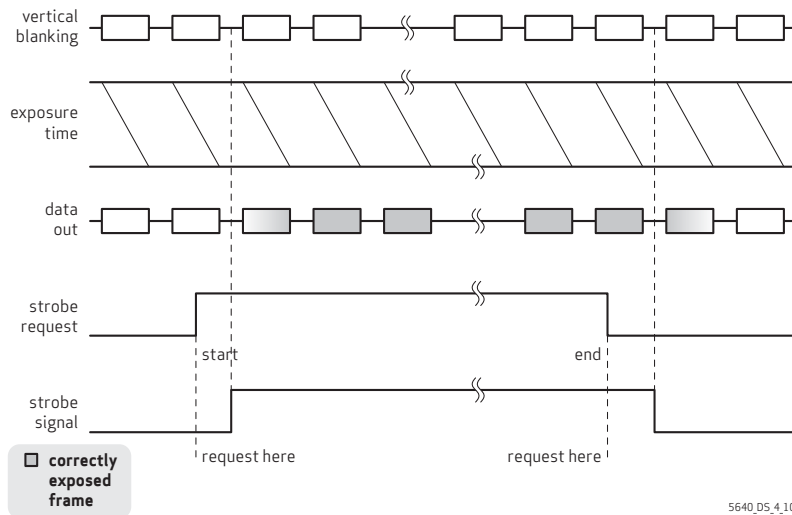 vertical
blanking
exposure
time
data
out
strobe
request
start
end
strobe
signal
request here
request here
correctly
exposed
frame
5640_DS_4_10